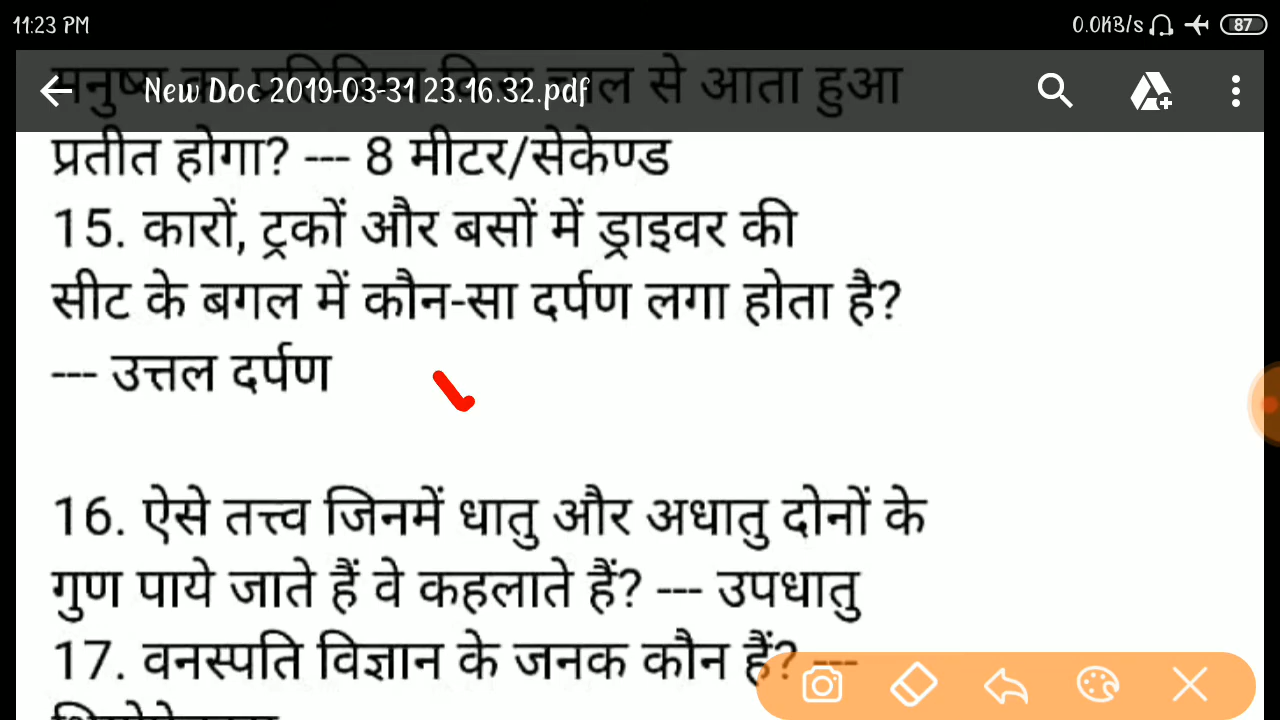 11:23 PM
0.0KB/s
87
New Doc 2019-03-31 23.16.32.pdf
से आता हुआ
प्रतीत होगा? --- 8 मीटर/सेकेण्ड
15. कारों, ट्रकों और बसों में ड्राइवर की
सीट के बगल में कौन-सा दर्पण लगा होता है?
--- उत्तल दर्पण
16. ऐसे तत्त्व जिनमें धातु और अधातु दोनों के
गुण पाये जाते हैं वे कहलाते हैं? --- उपधातु
17. वनस्पति विज्ञान के जनक कौन हैं? ---